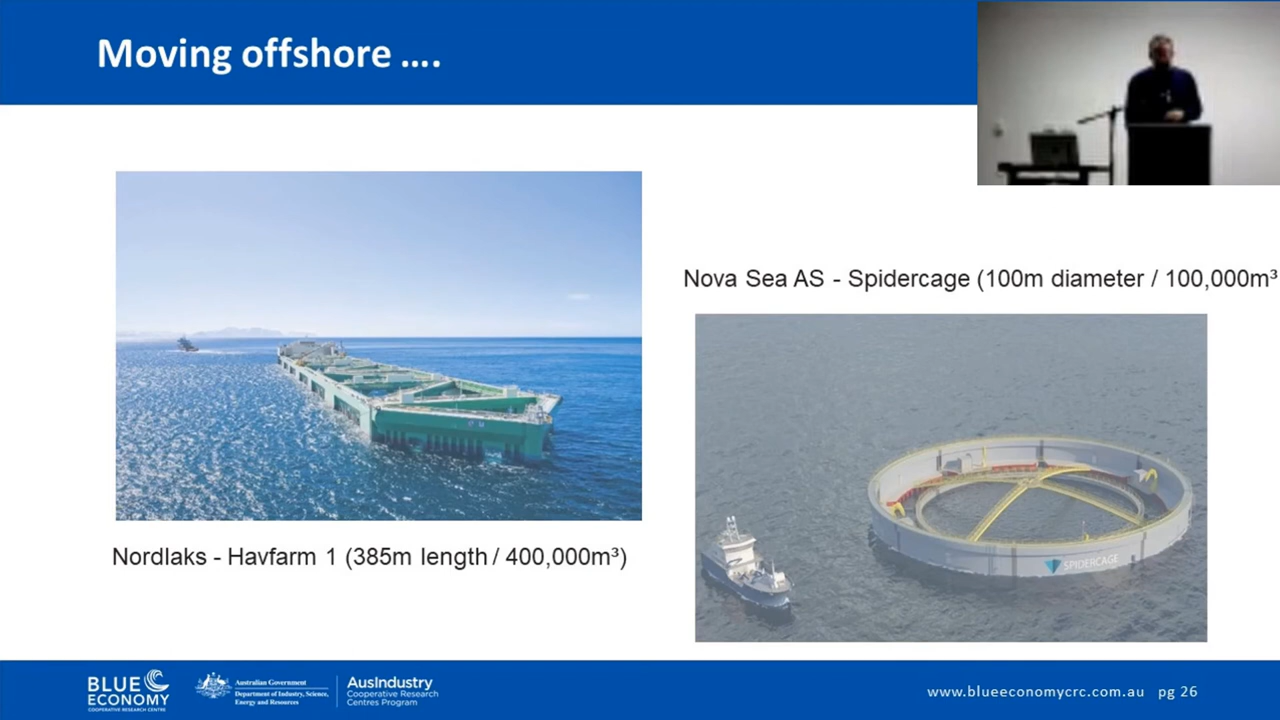 Moving offshore ....
Nova Sea AS - Spidercage (100m diameter / 100,000m³
SPIDERCAGE
Nordlaks - Havfarm 1 (385m length / 400,000m³)
BLUE
ECONOMY
COOPERATIVE RESEARCH CENTRE
Australian Government
Department of Industry, Science,
Energy and Resources
AusIndustry
Cooperative Research
Centres Program
www.blueeconomycrc.com.au pg 26